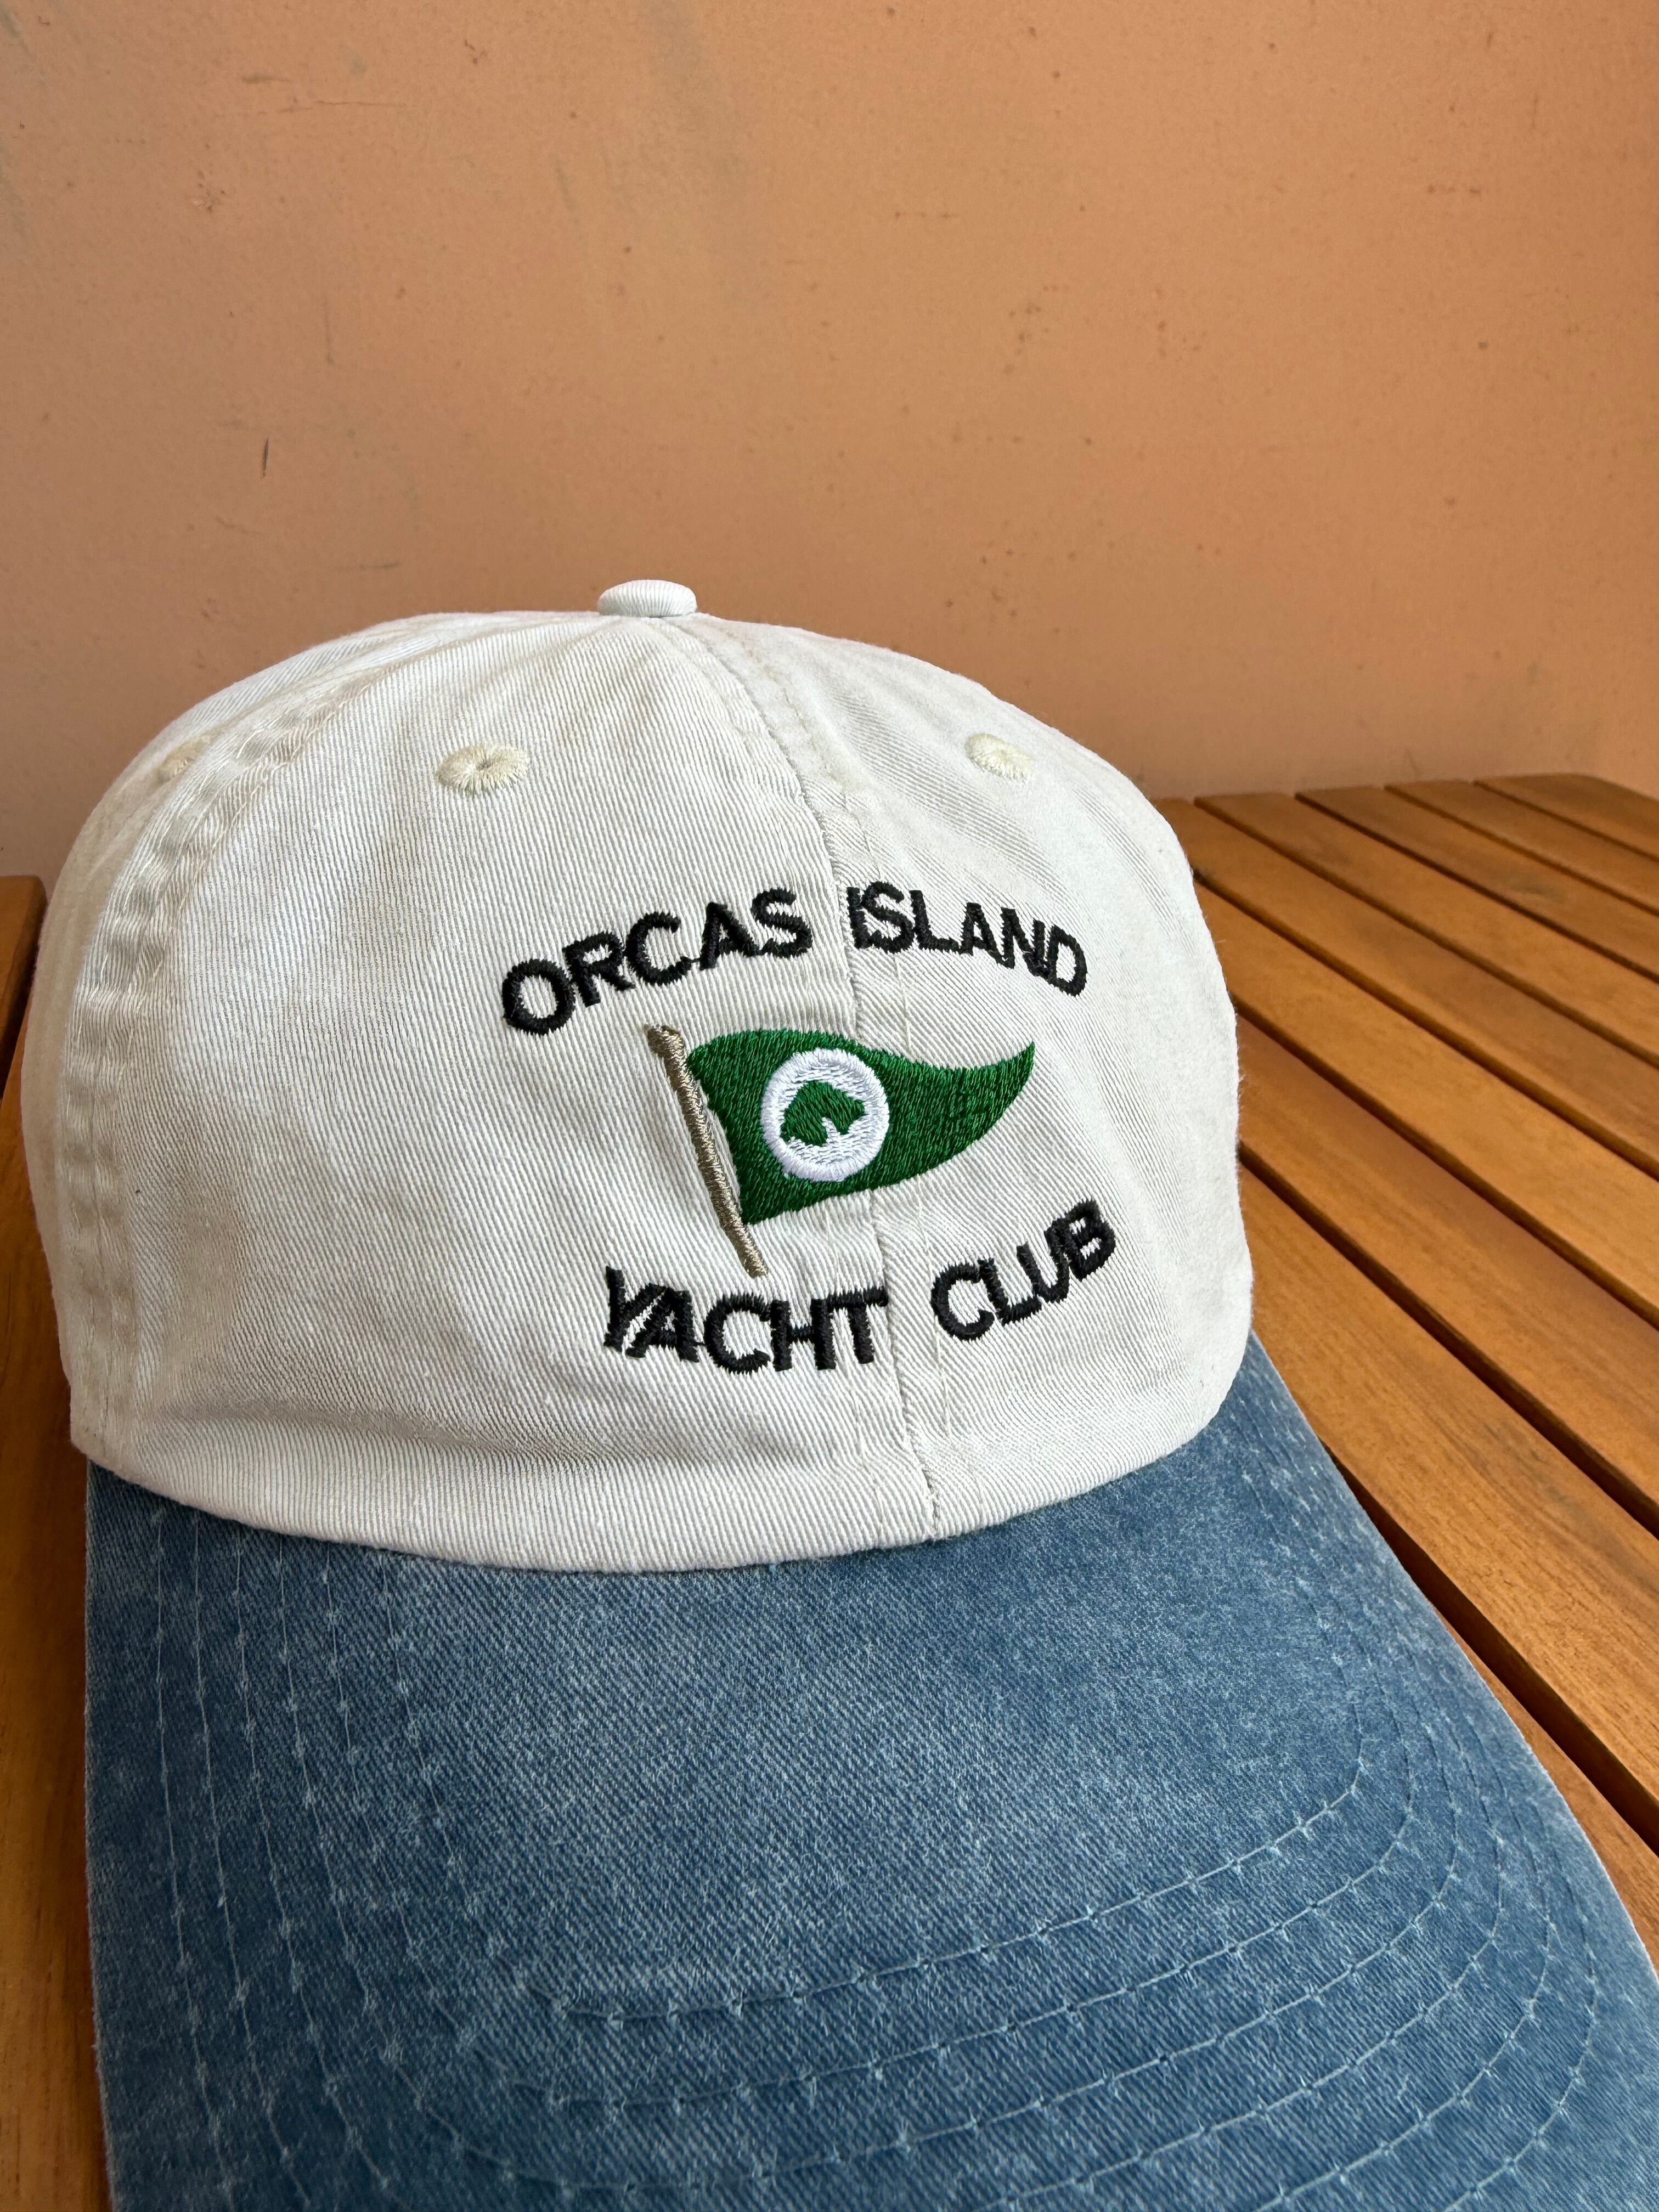 ORCAS ISLAND
YACHT CLUB